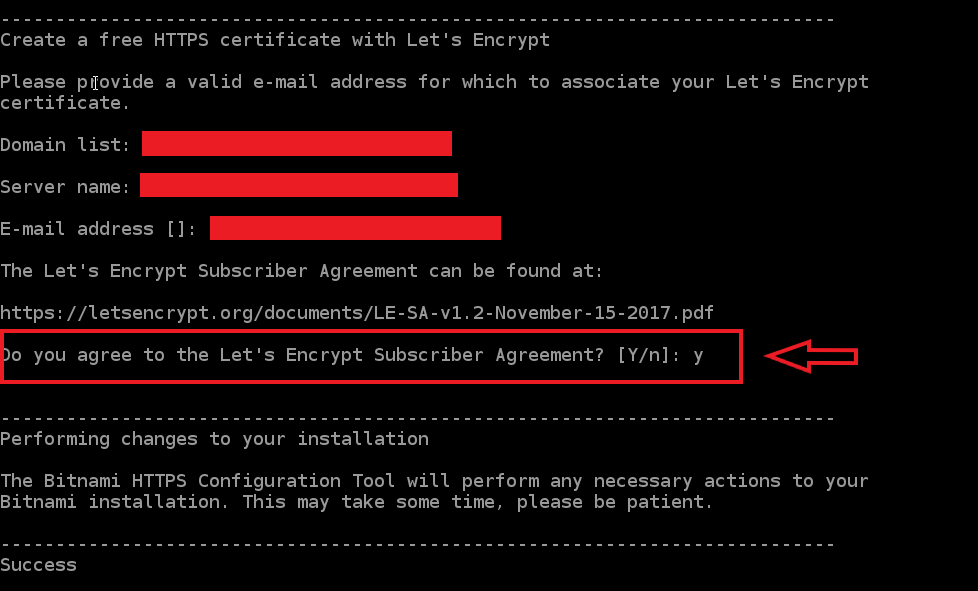 --------------------------------------------------------------------------
Create a free HTTPS certificate with Let's Encrypt
Please provide a valid e-mail address for which to associate your Let's Encrypt
certificate.
Domain list:
Server name:
E-mail address []:
The Let's Encrypt Subscriber Agreement can be found at:
https://letsencrypt.org/documents/LE-SA-v1.2-November-15-2017.pdf
Do you agree to the Let's Encrypt Subscriber Agreement? [Y/n]: y
--------------------------------------------------------------------------
Performing changes to your installation
The Bitnami HTTPS Configuration Tool will perform any necessary actions to your
Bitnami installation. This may take some time, please be patient.
--------------------------------------------------------------------------
Success